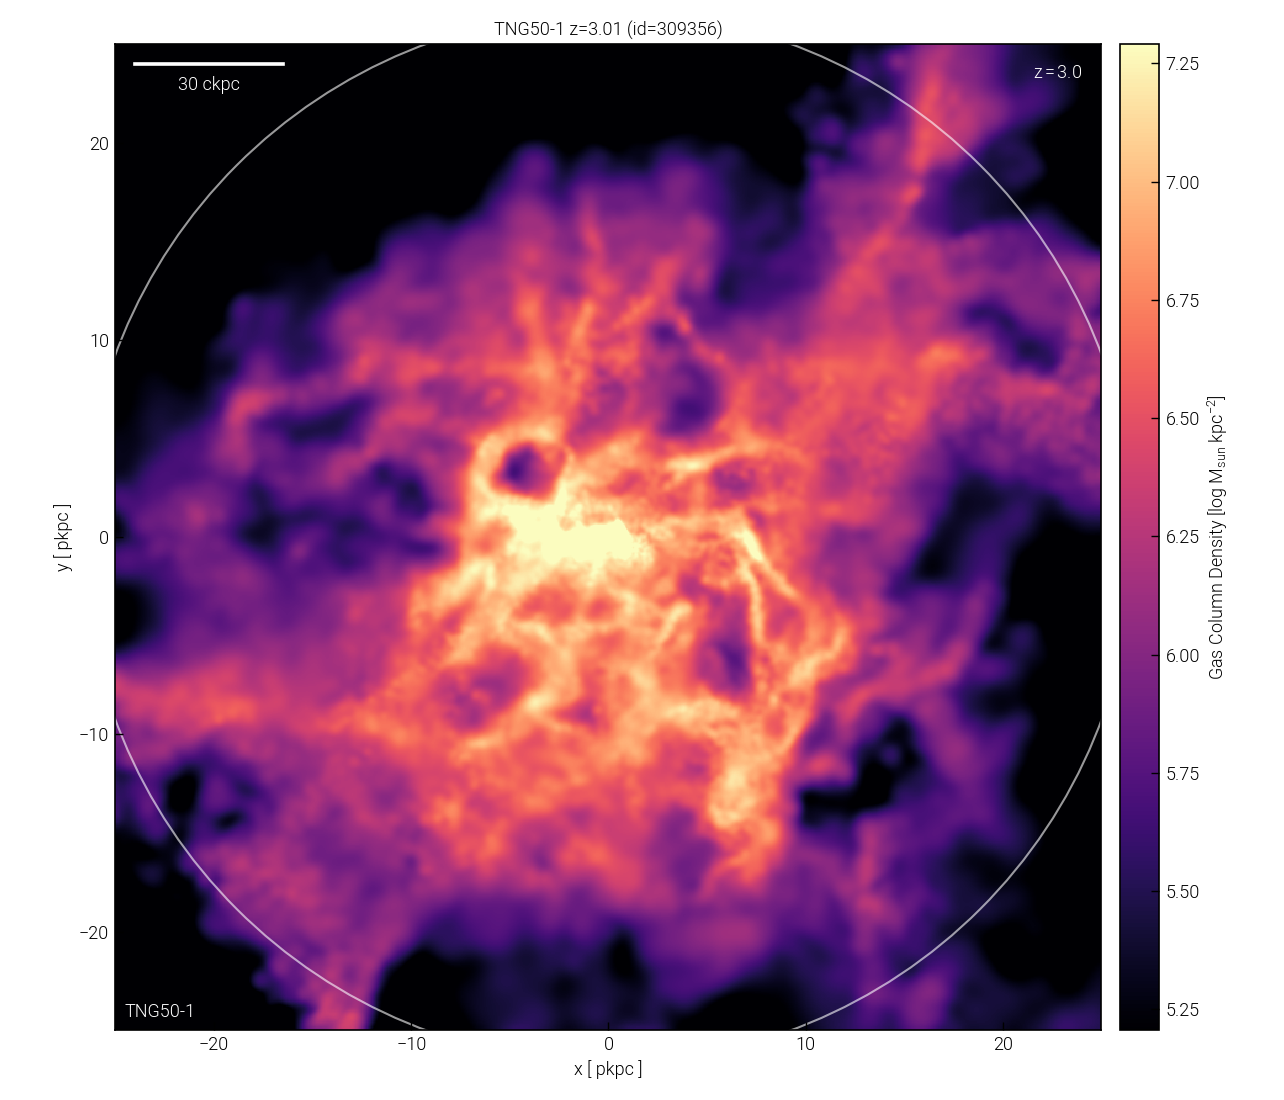 TNG50-1 z=3.01 (id=309356)
30 ckpc
z=3.0
7.25
7.00
6.75
6.50
6.25
6.00
5.75
5.50
5.25
Gas Column Density [log M_sun kpc^−2]
20
10
0
−10
−20
y [ pkpc ]
TNG50-1
−20 −10 0 10 20
x [ pkpc ]